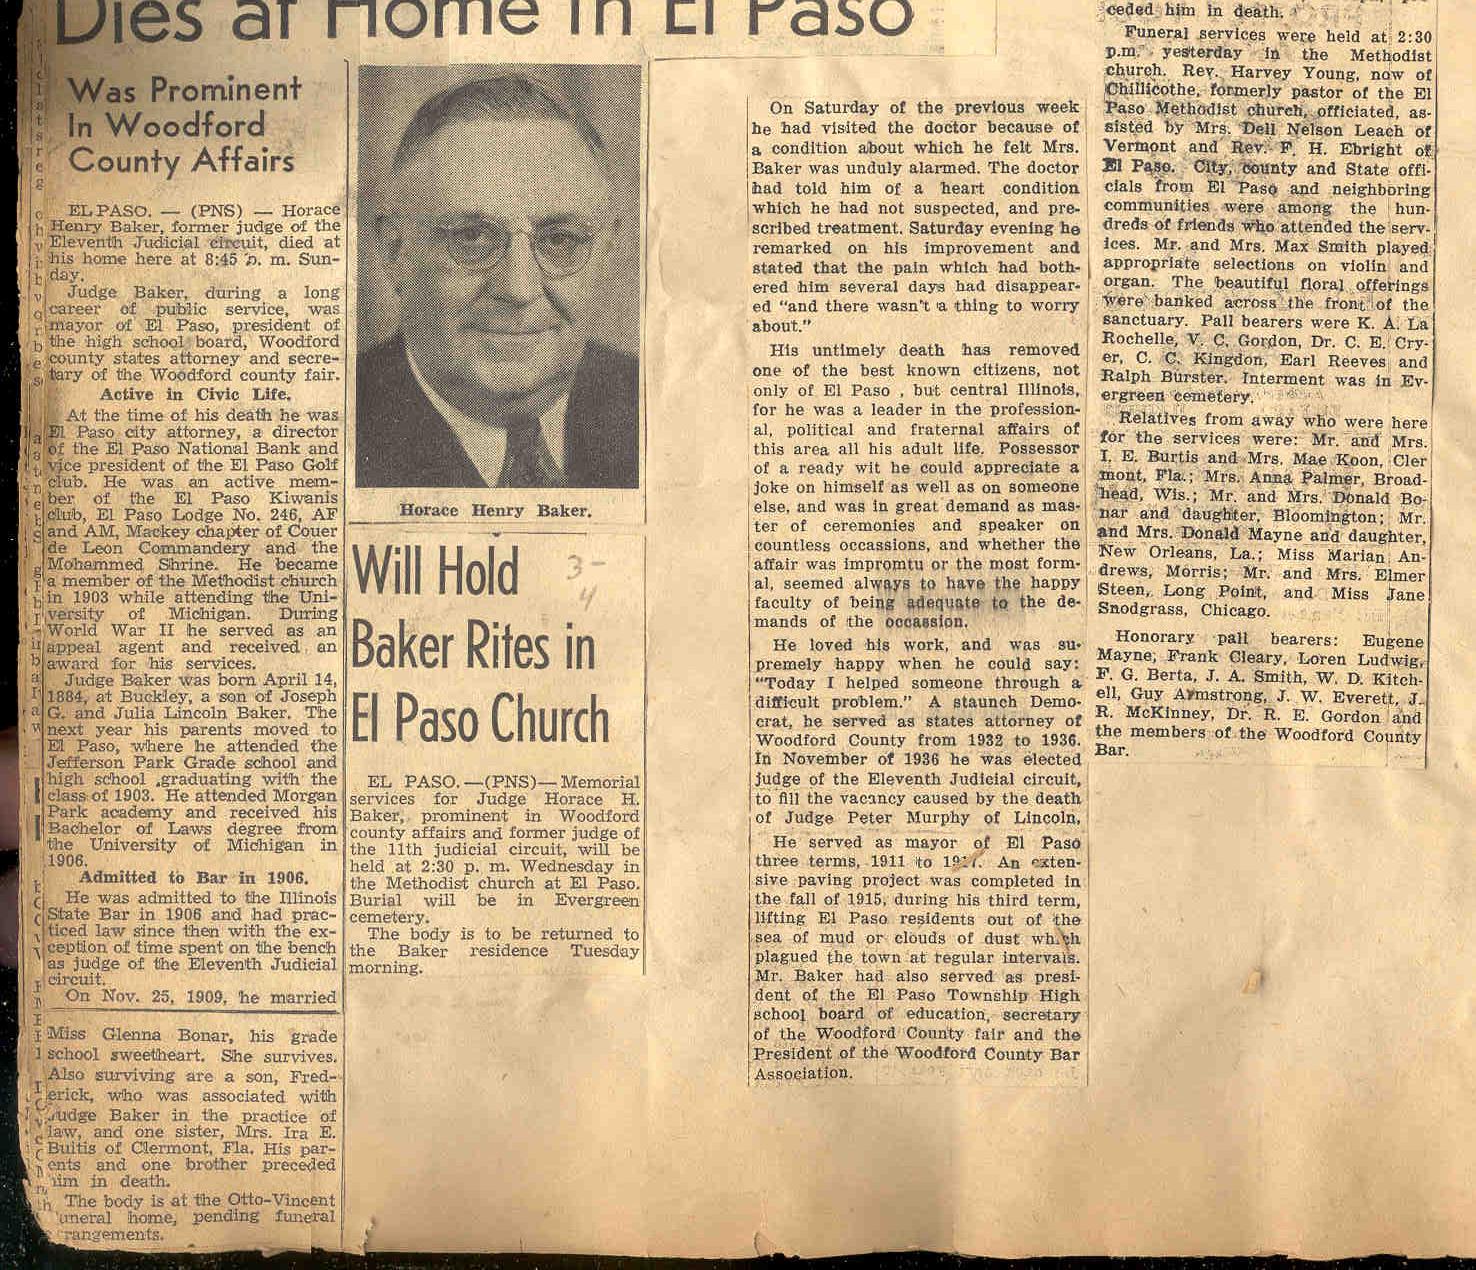 Dies at Home in El Paso
Was Prominent
In Woodford
County Affairs
EL PASO. — (PNS) — Horace
Henry Baker, former judge of the
Eleventh Judicial circuit, died at
his home here at 8:45 p. m. Sun-
day.
Judge Baker, during a long
career of public service, was
mayor of El Paso, president of
the high school board, Woodford
county states attorney and secre-
tary of the Woodford county fair.
Active in Civic Life.
At the time of his death he was
El Paso city attorney, a director
of the El Paso National Bank and
vice president of the El Paso Golf
club. He was an active mem-
ber of the El Paso Kiwanis
club, El Paso Lodge No. 246, AF
and AM, Mackey chapter of Couer
de Leon Commandery and the
Mohammed Shrine. He became
a member of the Methodist church
in 1903 while attending the Uni-
versity of Michigan. During
World War II he served as an
appeal agent and received an
award for his services.
Judge Baker was born April 14,
1884, at Buckley, a son of Joseph
G. and Julia Lincoln Baker. The
next year his parents moved to
El Paso, where he attended the
Jefferson Park Grade school and
high school ,graduating with the
class of 1903. He attended Morgan
Park academy and received his
Bachelor of Laws degree from
the University of Michigan in
1906.
Admitted to Bar in 1906.
He was admitted to the Illinois
State Bar in 1906 and had prac-
ticed law since then with the ex-
ception of time spent on the bench
as judge of the Eleventh Judicial
circuit.
On Nov. 25, 1909, he married
Miss Glenna Bonar, his grade
school sweetheart. She survives.
Also surviving are a son, Fred-
erick, who was associated with
Judge Baker in the practice of
law, and one sister, Mrs. Ira E.
Buitis of Clermont, Fla. His par-
ents and one brother preceded
him in death.
The body is at the Otto-Vincent
funeral home, pending funeral
rrangements.
Horace Henry Baker.
Will Hold
Baker Rites in
El Paso Church
3-
4
EL PASO.—(PNS)—Memorial
services for Judge Horace H.
Baker, prominent in Woodford
county affairs and former judge of
the 11th judicial circuit, will be
held at 2:30 p. m. Wednesday in
the Methodist church at El Paso.
Burial will be in Evergreen
cemetery.
The body is to be returned to
the Baker residence Tuesday
morning.
On Saturday of the previous week
he had visited the doctor because of
a condition about which he felt Mrs.
Baker was unduly alarmed. The doctor
had told him of a heart condition
which he had not suspected, and pre-
scribed treatment. Saturday evening he
remarked on his improvement and
stated that the pain which had both-
ered him several days had disappear-
ed "and there wasn't a thing to worry
about."
His untimely death has removed
one of the best known citizens, not
only of El Paso , but central Illinois,
for he was a leader in the profession-
al, political and fraternal affairs of
this area all his adult life. Possessor
of a ready wit he could appreciate a
joke on himself as well as on someone
else, and was in great demand as mas-
ter of ceremonies and speaker on
countless occassions, and whether the
affair was impromtu or the most form-
al, seemed always to have the happy
faculty of being adequate to the de-
mands of the occassion.
He loved his work, and was su-
premely happy when he could say:
"Today I helped someone through a
difficult problem." A staunch Demo-
crat, he served as states attorney of
Woodford County from 1932 to 1936.
In November of 1936 he was elected
judge of the Eleventh Judicial circuit,
to fill the vacancy caused by the death
of Judge Peter Murphy of Lincoln,
He served as mayor of El Paso
three terms, 1911 to 1917. An exten-
sive paving project was completed in
the fall of 1915, during his third term,
lifting El Paso residents out of the
sea of mud or clouds of dust which
plagued the town at regular intervals.
Mr. Baker had also served as presi-
dent of the El Paso Township High
school board of education, secretary
of the Woodford County fair and the
President of the Woodford County Bar
Association.
ceded him in death.
Funeral services were held at 2:30
p.m. yesterday in the Methodist
church. Rev. Harvey Young, now of
Chillicothe, formerly pastor of the El
Paso Methodist church, officiated, as-
sisted by Mrs. Dell Nelson Leach of
Vermont and Rev. F. H. Ebright of
El Paso. City, county and State offi-
cials from El Paso and neighboring
communities were among the hun-
dreds of friends who attended the serv-
ices. Mr. and Mrs. Max Smith played
appropriate selections on violin and
organ. The beautiful floral offerings
were banked across the front of the
sanctuary. Pall bearers were K. A. La
Rochelle, V. C. Gordon, Dr. C. E. Cry-
er, C. C. Kingdon, Earl Reeves and
Ralph Burster. Interment was in Ev-
ergreen cemetery.
Relatives from away who were here
for the services were: Mr. and Mrs.
I. E. Burtis and Mrs. Mae Koon, Cler
mont, Fla.; Mrs. Anna Palmer, Broad-
head, Wis.; Mr. and Mrs. Donald Bo-
nar and daughter, Bloomington; Mr.
and Mrs. Donald Mayne and daughter,
New Orleans, La.; Miss Marian An-
drews, Morris; Mr. and Mrs. Elmer
Steen, Long Point, and Miss Jane
Snodgrass, Chicago.
Honorary pall bearers: Eugene
Mayne, Frank Cleary, Loren Ludwig,
F. G. Berta, J. A. Smith, W. D. Kitch-
ell, Guy Armstrong, J. W. Everett, J.
R. McKinney, Dr. R. E. Gordon and
the members of the Woodford County
Bar.